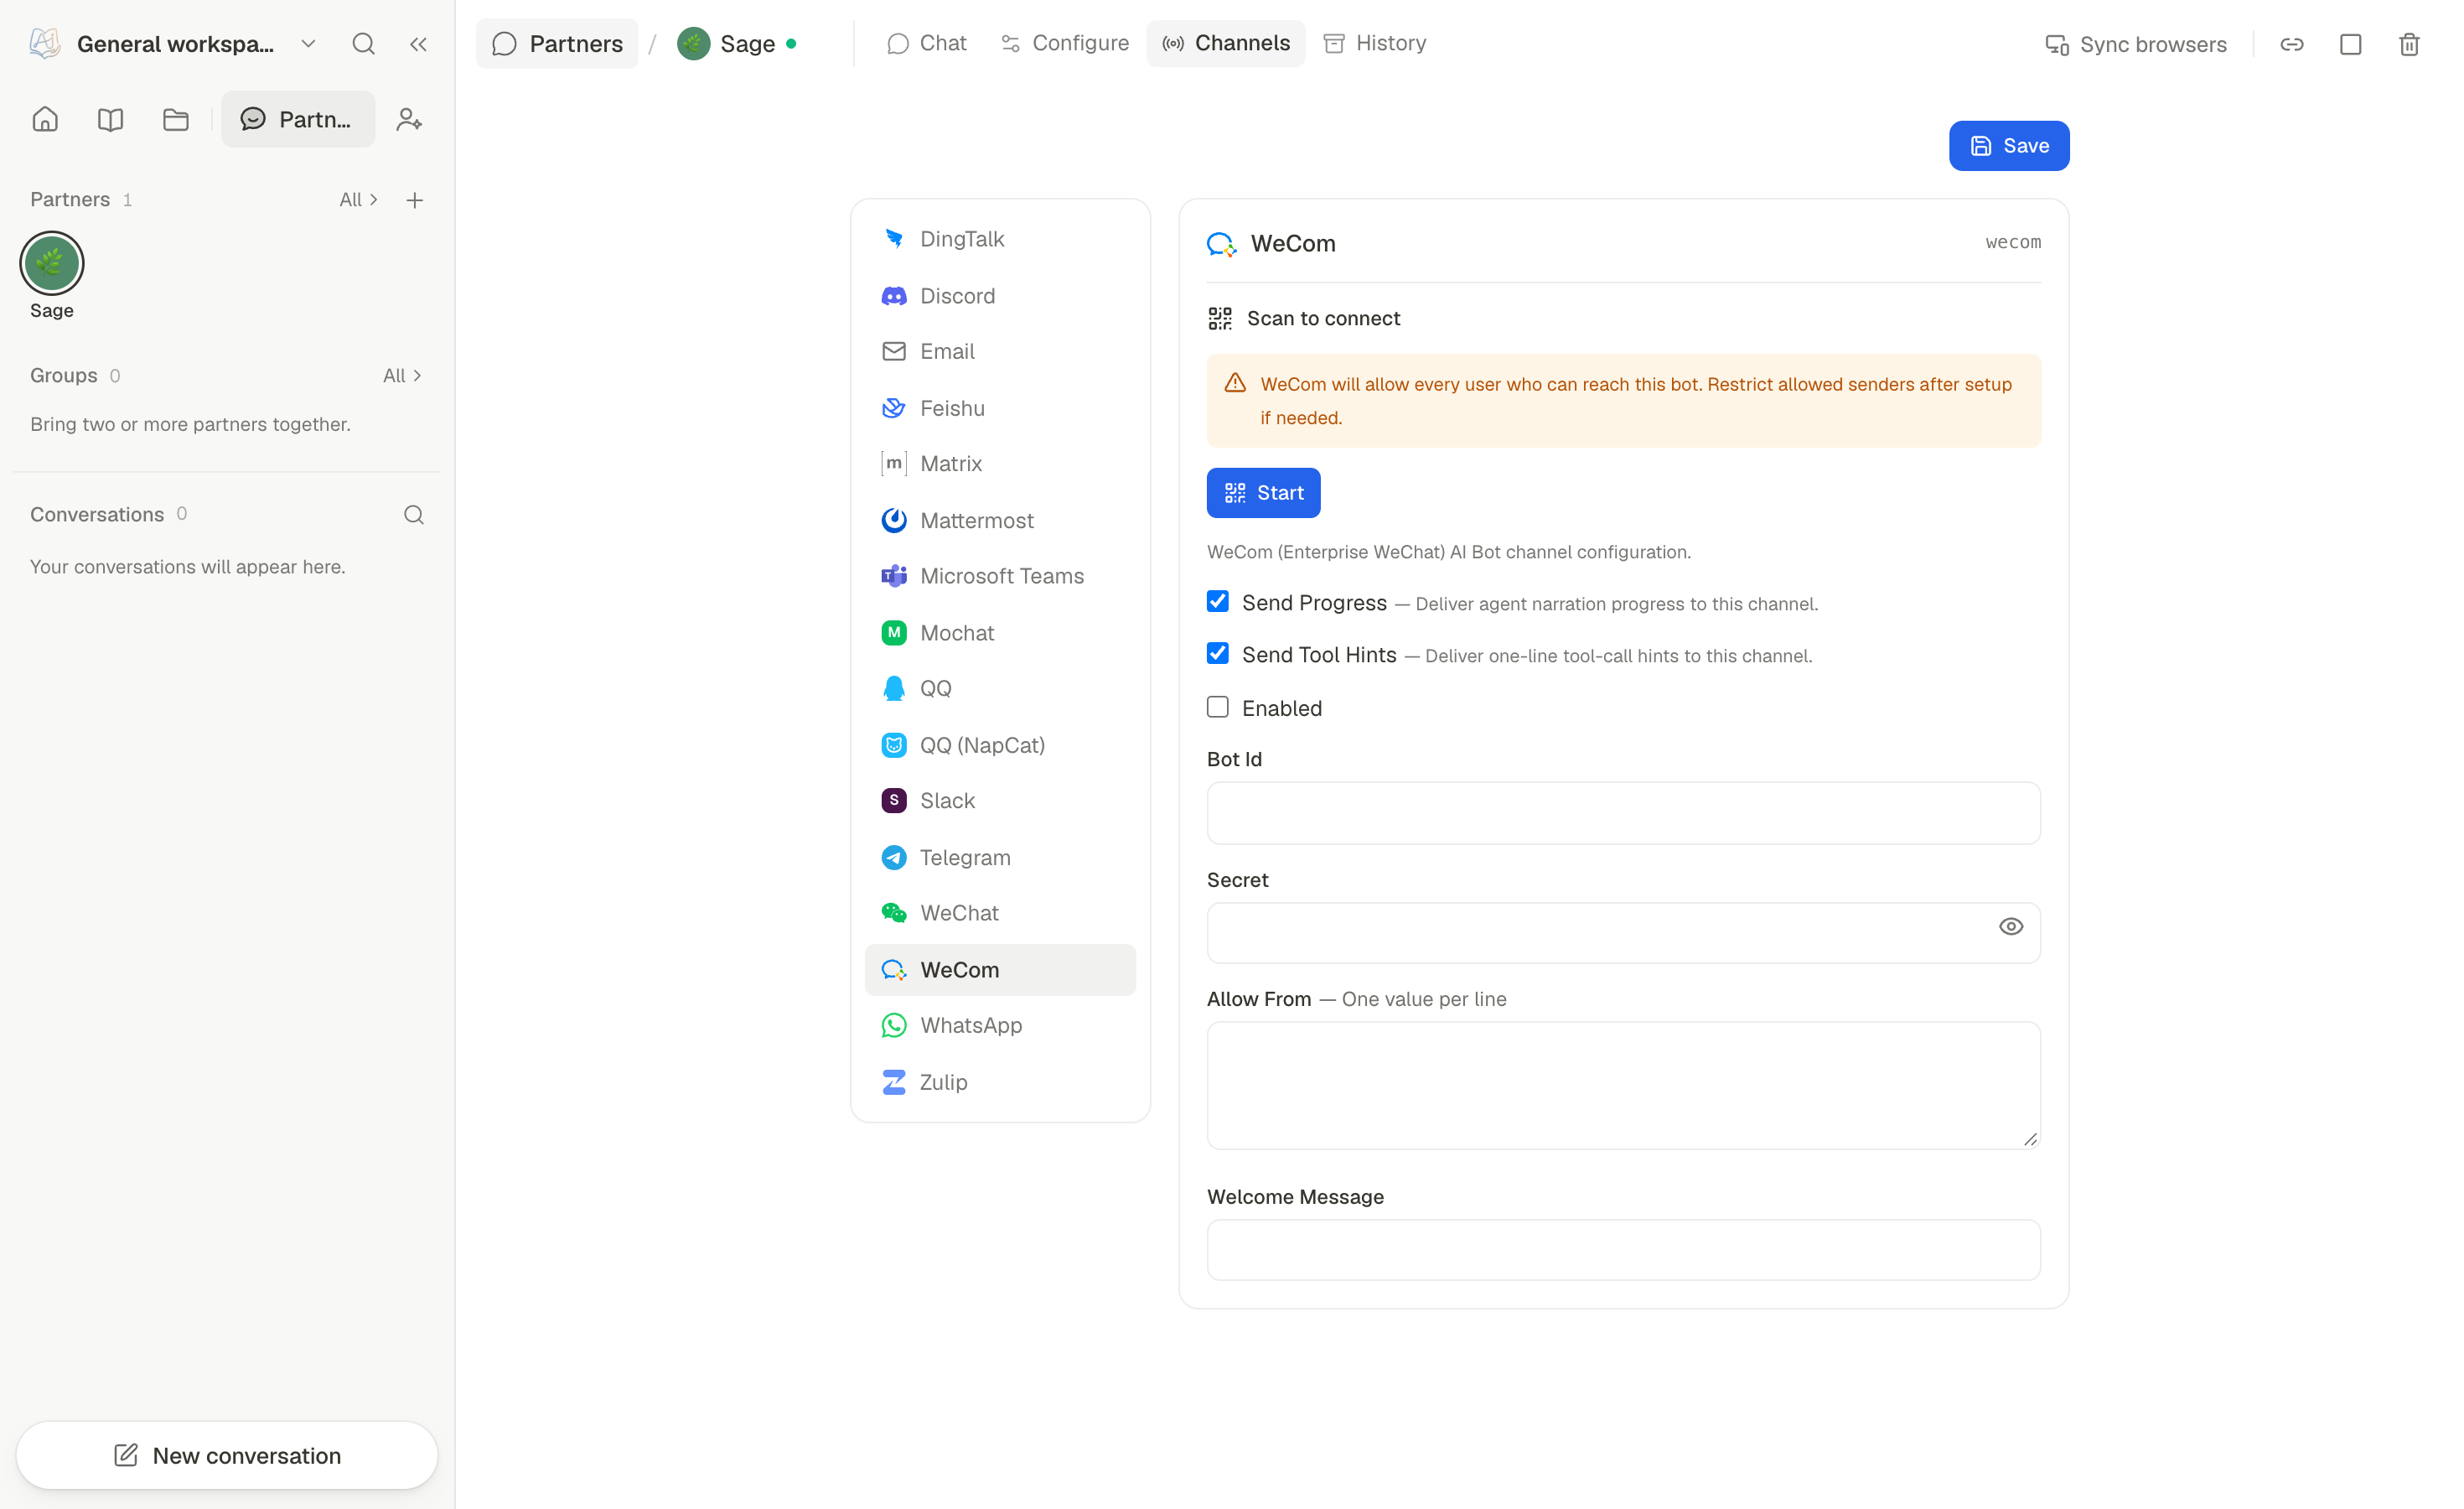 General workspa...
Partn...
Partners 1
All
Sage
Groups 0
All
Bring two or more partners together.
Conversations 0
Your conversations will appear here.
New conversation
Partners / Sage
Chat
Configure
Channels
History
Sync browsers
Save
DingTalk
Discord
Email
Feishu
m Matrix
Mattermost
T Microsoft Teams
M Mochat
QQ
QQ (NapCat)
S Slack
Telegram
WeChat
WeCom
WhatsApp
Zulip
WeCom
wecom
Scan to connect
WeCom will allow every user who can reach this bot. Restrict allowed senders after setup
if needed.
Start
WeCom (Enterprise WeChat) AI Bot channel configuration.
Send Progress — Deliver agent narration progress to this channel.
Send Tool Hints — Deliver one-line tool-call hints to this channel.
Enabled
Bot Id
Secret
Allow From — One value per line
Welcome Message